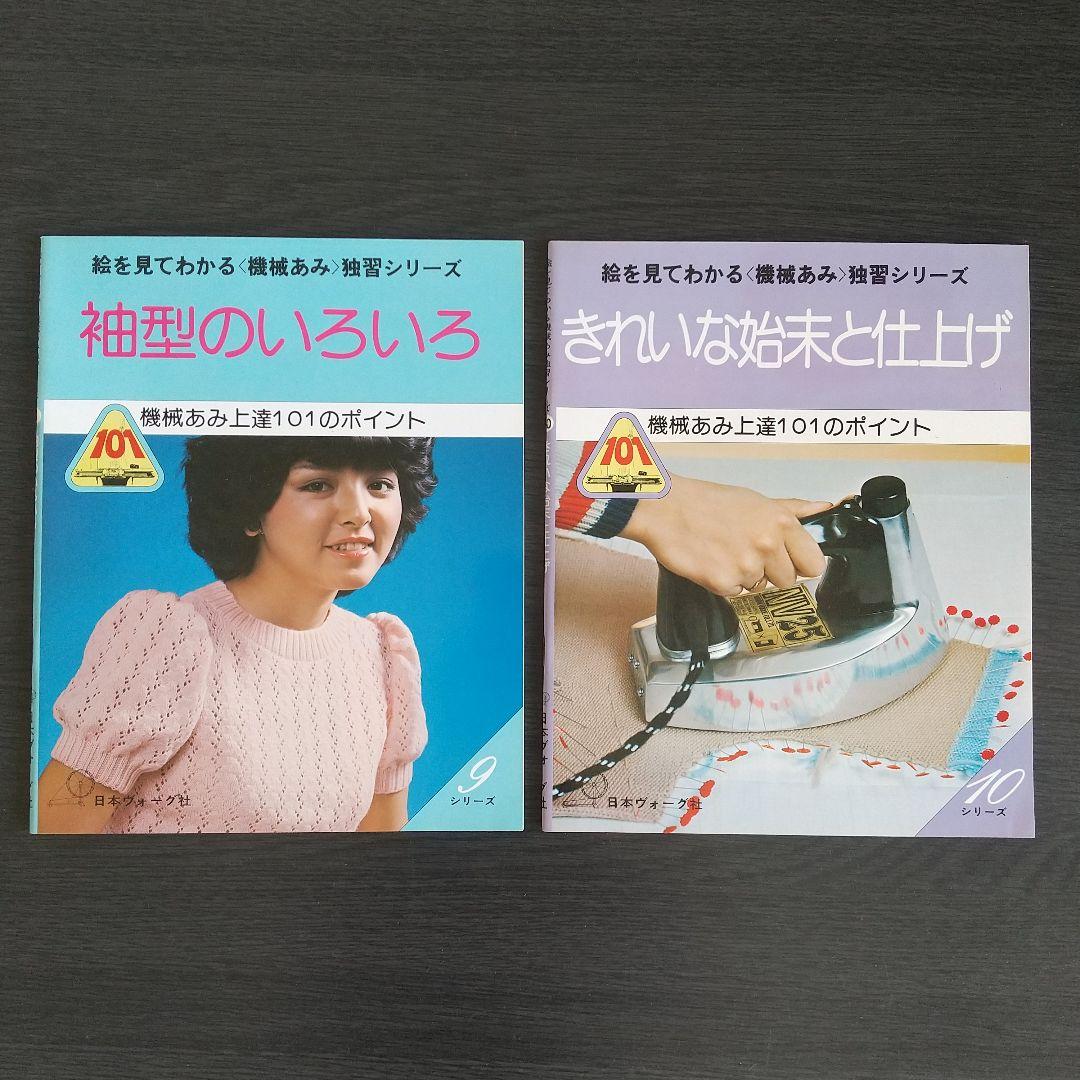 絵を見てわかる〈機械あみ〉独習シリーズ
袖型のいろいろ
機械あみ上達101のポイント
101
9
シリーズ
日本ヴォーグ社
絵を見てわかる〈機械あみ〉独習シリーズ
きれいな始末と仕上げ
機械あみ上達101のポイント
101
NV25
10
シリーズ
日本ヴォーグ社